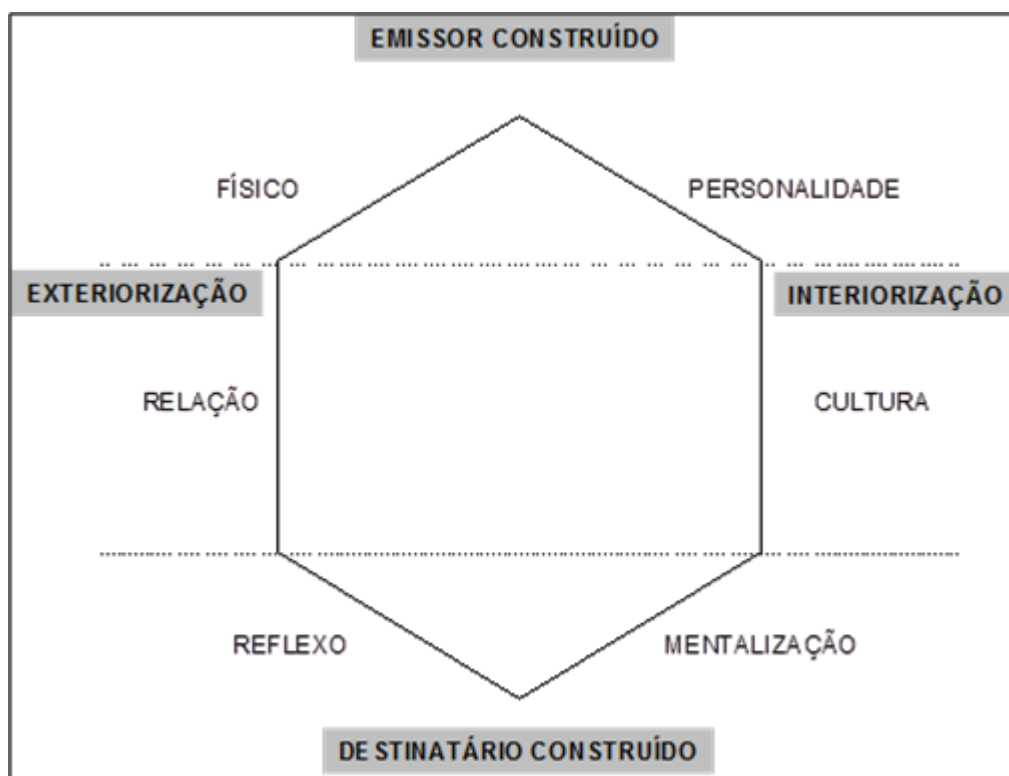 EMISSOR CONSTRUÍDO
FÍSICO
PERSONALIDADE
EXTERIORIZAÇÃO
INTERIORIZAÇÃO
RELAÇÃO
CULTURA
REFLEXO
MENTALIZAÇÃO
DESTINATÁRIO CONSTRUÍDO